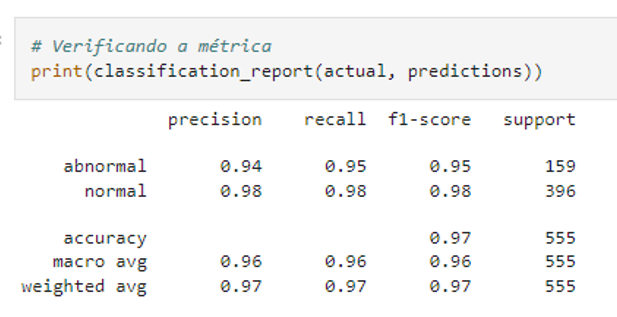 # Verificando a métrica
print(classification_report(actual, predictions))
precision recall f1-score support
abnormal 0.94 0.95 0.95 159
normal 0.98 0.98 0.98 396
accuracy 0.97 555
macro avg 0.96 0.96 0.96 555
weighted avg 0.97 0.97 0.97 555